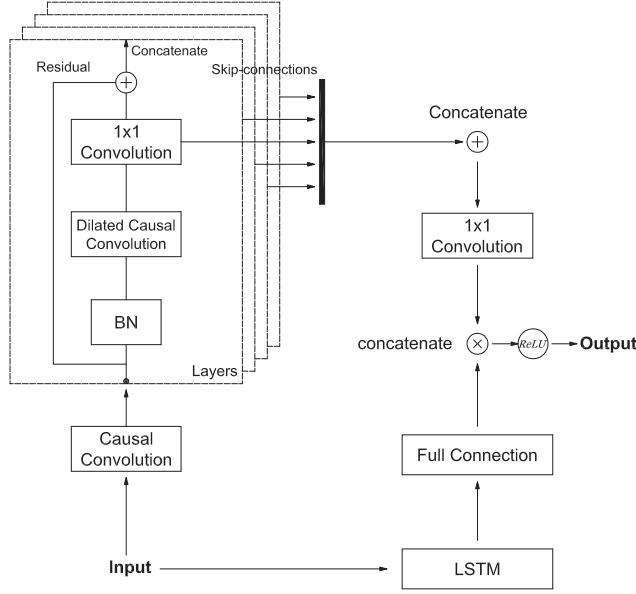 Concatenate
Residual
Skip-connections
+
1x1
Convolution
Concatenate
+
Dilated Causal
Convolution
1x1
Convolution
BN
concatenate
×
ReLU
Output
Layers
Causal
Convolution
Full Connection
Input
LSTM